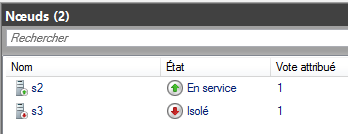 Nœuds (2)
Rechercher
Nom État Vote attribué
s2 En service 1
s3 Isolé 1